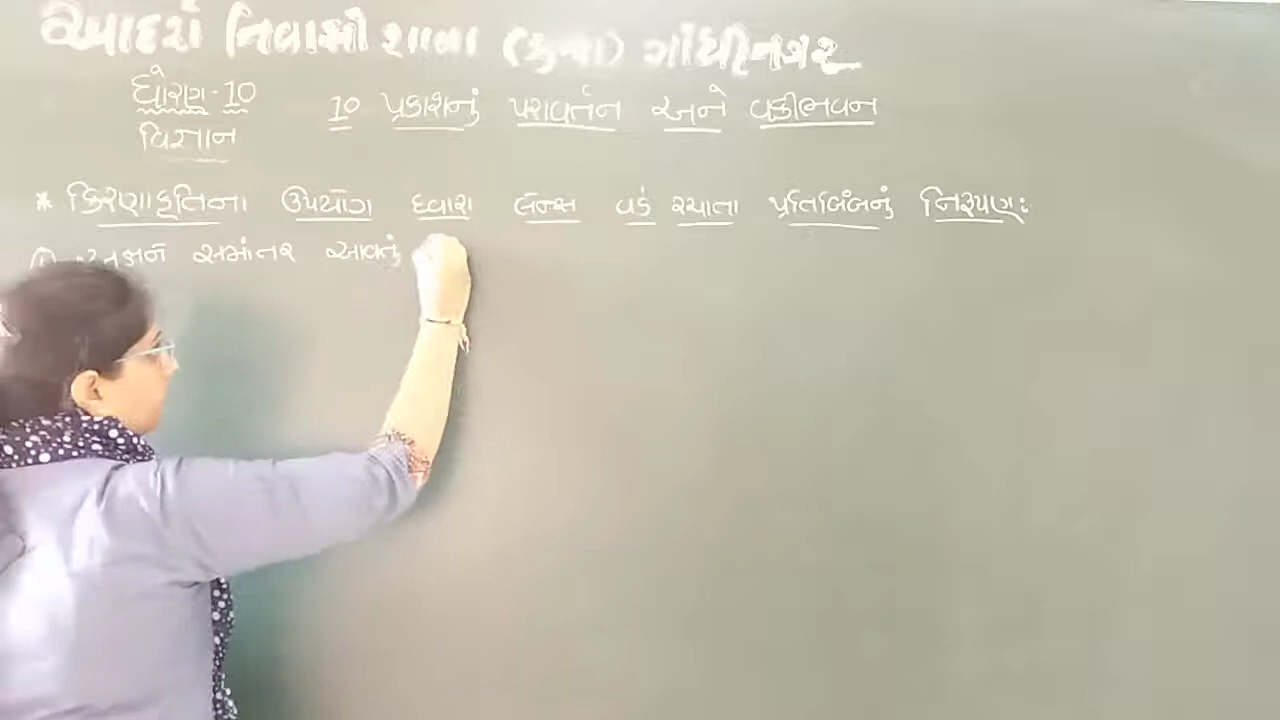 આદર્શ નિવાસી શાળા (કન્યા) ગાંધીનગર
ધોરણ-10
10 પ્રકાશનું પરાવર્તન અને વક્રીભવન
વિજ્ઞાન
* કિરણાકૃતિના ઉપયોગ દ્વારા લેન્સ વડે રચાતા પ્રતિબિંબનું નિરૂપણ:
સમાંતર આવતું